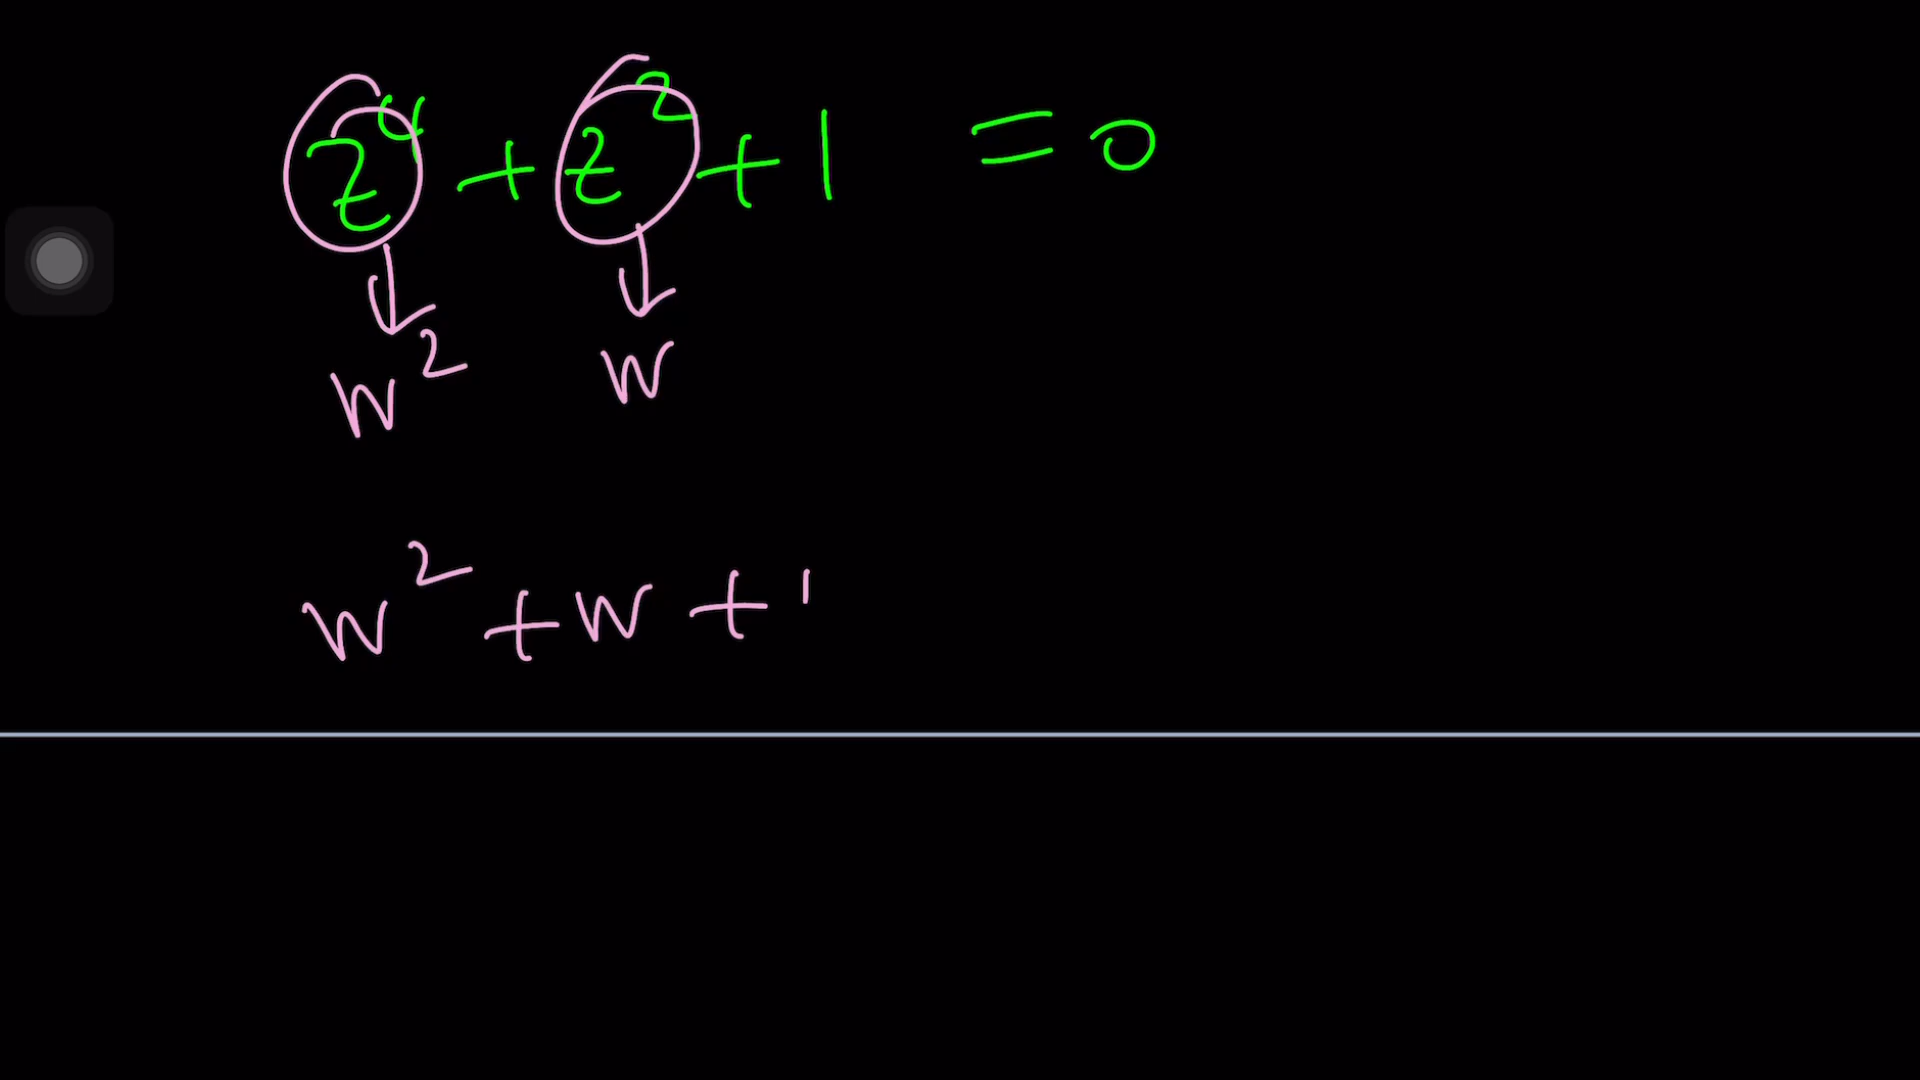 z⁴ + z² + 1 = 0
w² w
w² + w + 1